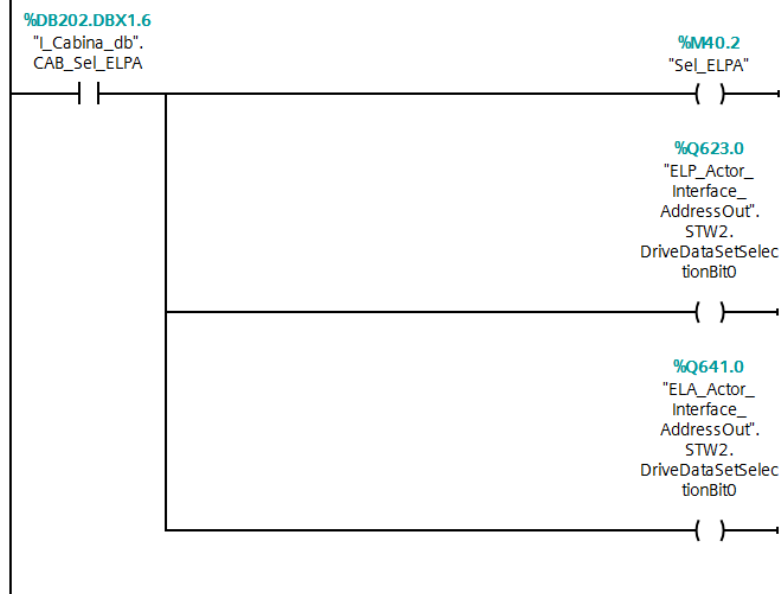 %DB202.DBX1.6
"I_Cabina_db".
CAB_Sel_ELPA
%M40.2
"Sel_ELPA"
%Q623.0
"ELP_Actor_
Interface_
AddressOut".
STW2.
DriveDataSetSelec
tionBit0
%Q641.0
"ELA_Actor_
Interface_
AddressOut".
STW2.
DriveDataSetSelec
tionBit0